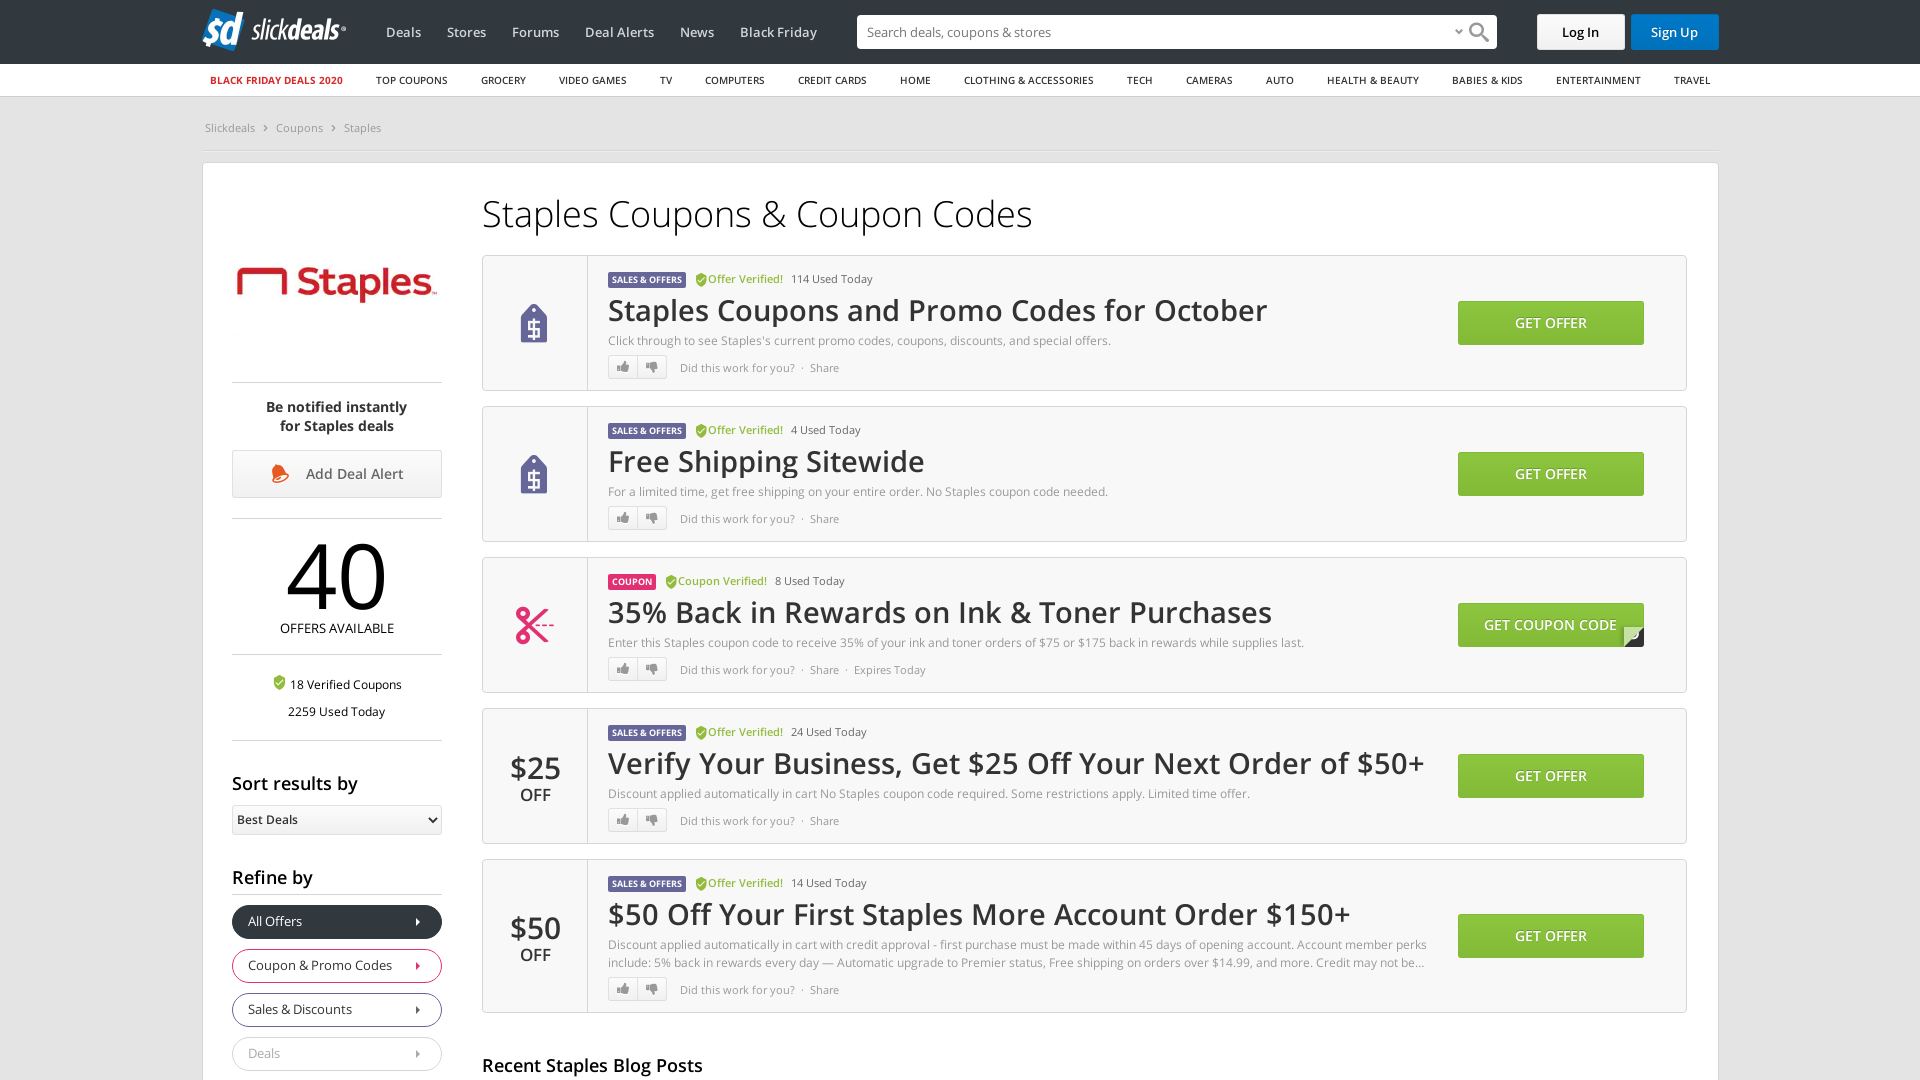 sd slickdeals
Deals
Stores
Forums
Deal Alerts
News
Black Friday
Search deals, coupons & stores
Log In
Sign Up
BLACK FRIDAY DEALS 2020
TOP COUPONS
GROCERY
VIDEO GAMES
TV
COMPUTERS
CREDIT CARDS
HOME
CLOTHING & ACCESSORIES
TECH
CAMERAS
AUTO
HEALTH & BEAUTY
BABIES & KIDS
ENTERTAINMENT
TRAVEL
Slickdeals > Coupons > Staples
Staples
Be notified instantly
for Staples deals
Add Deal Alert
40
OFFERS AVAILABLE
18 Verified Coupons
2259 Used Today
Sort results by
Best Deals
Refine by
All Offers
Coupon & Promo Codes
Sales & Discounts
Deals
Staples Coupons & Coupon Codes
SALES & OFFERS Offer Verified! 114 Used Today
Staples Coupons and Promo Codes for October
Click through to see Staples's current promo codes, coupons, discounts, and special offers.
Did this work for you? · Share
GET OFFER
SALES & OFFERS Offer Verified! 4 Used Today
Free Shipping Sitewide
For a limited time, get free shipping on your entire order. No Staples coupon code needed.
Did this work for you? · Share
GET OFFER
COUPON Coupon Verified! 8 Used Today
35% Back in Rewards on Ink & Toner Purchases
Enter this Staples coupon code to receive 35% of your ink and toner orders of $75 or $175 back in rewards while supplies last.
Did this work for you? · Share · Expires Today
GET COUPON CODE
$25
OFF
SALES & OFFERS Offer Verified! 24 Used Today
Verify Your Business, Get $25 Off Your Next Order of $50+
Discount applied automatically in cart No Staples coupon code required. Some restrictions apply. Limited time offer.
Did this work for you? · Share
GET OFFER
$50
OFF
SALES & OFFERS Offer Verified! 14 Used Today
$50 Off Your First Staples More Account Order $150+
Discount applied automatically in cart with credit approval - first purchase must be made within 45 days of opening account. Account member perks
include: 5% back in rewards every day — Automatic upgrade to Premier status, Free shipping on orders over $14.99, and more. Credit may not be...
Did this work for you? · Share
GET OFFER
Recent Staples Blog Posts